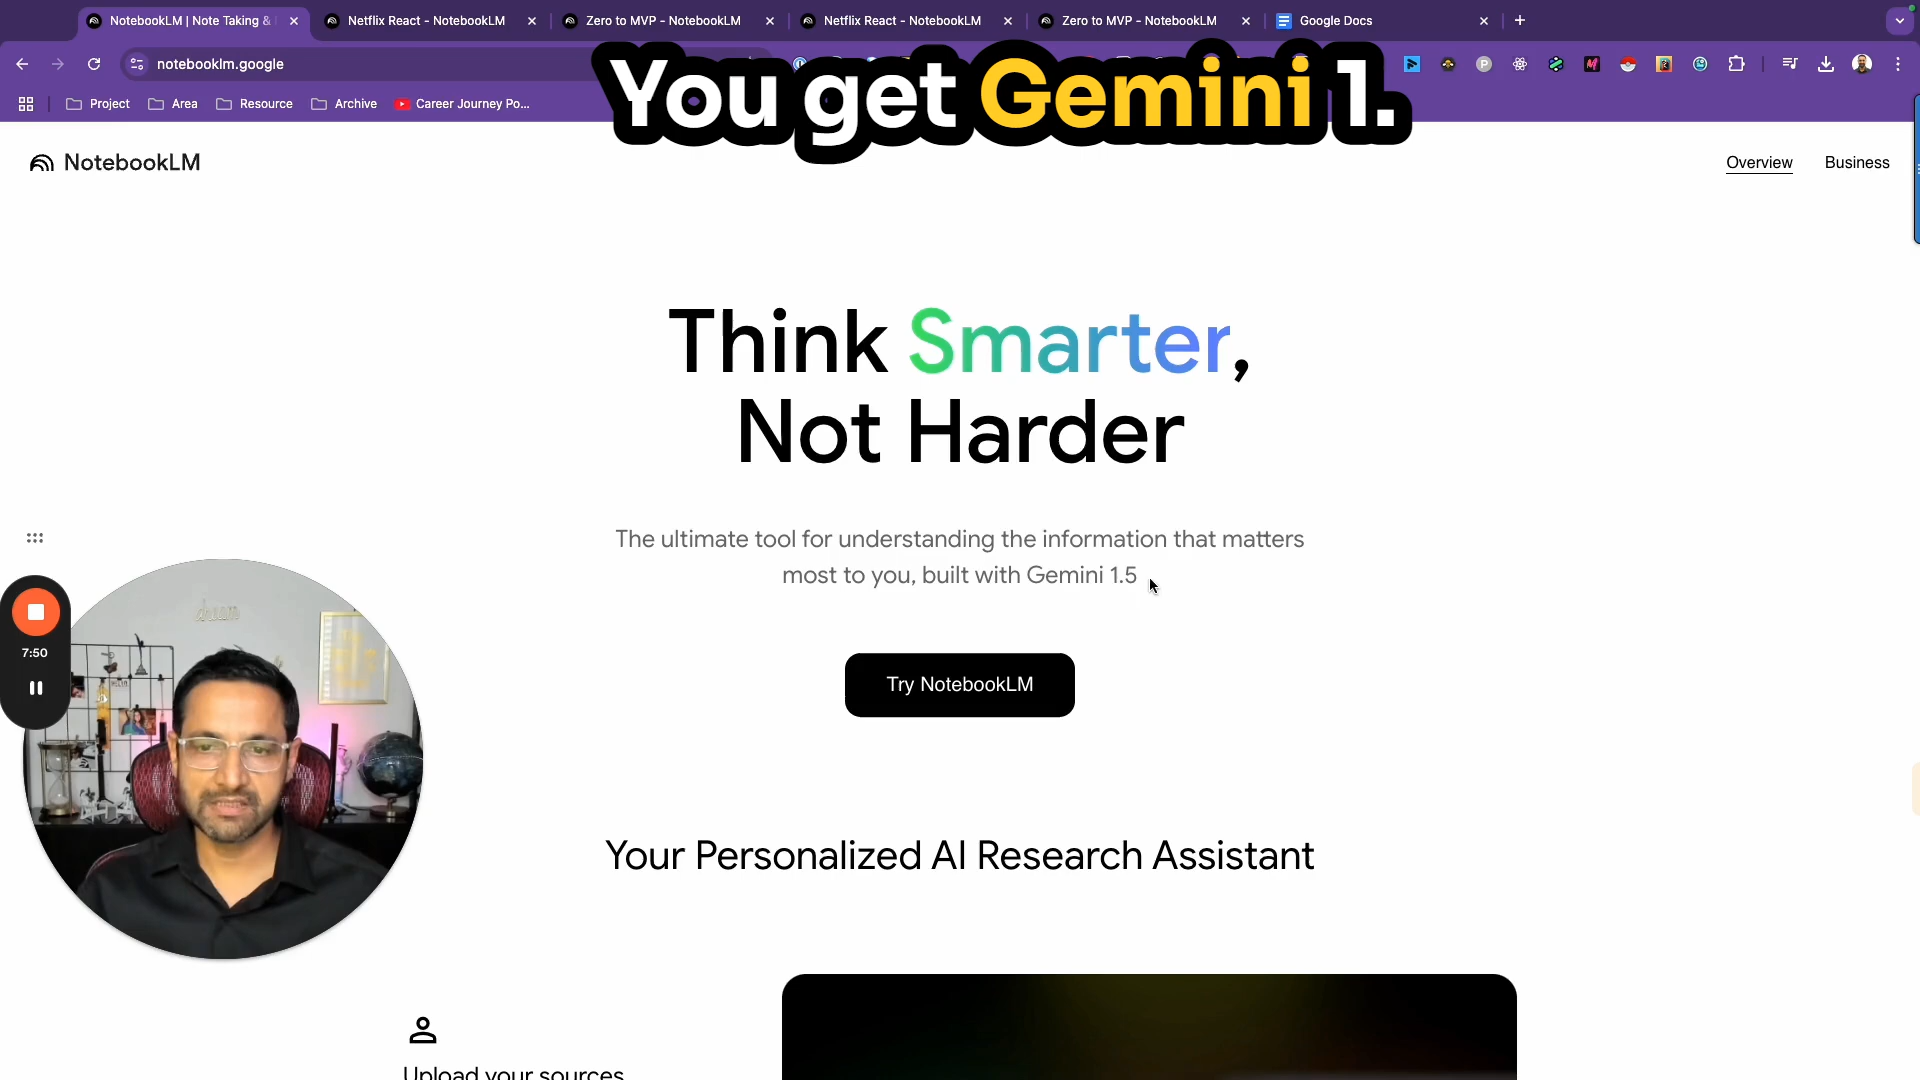 NotebookLM | Note Taking &
Netflix React - NotebookLM
Zero to MVP - NotebookLM
Netflix React - NotebookLM
Zero to MVP - NotebookLM
Google Docs
notebooklm.google
You get Gemini 1.
Project
Area
Resource
Archive
Career Journey Po...
NotebookLM
Overview
Business
Think Smarter,
Not Harder
The ultimate tool for understanding the information that matters
most to you, built with Gemini 1.5
Try NotebookLM
7:50
Your Personalized AI Research Assistant
Upload your sources